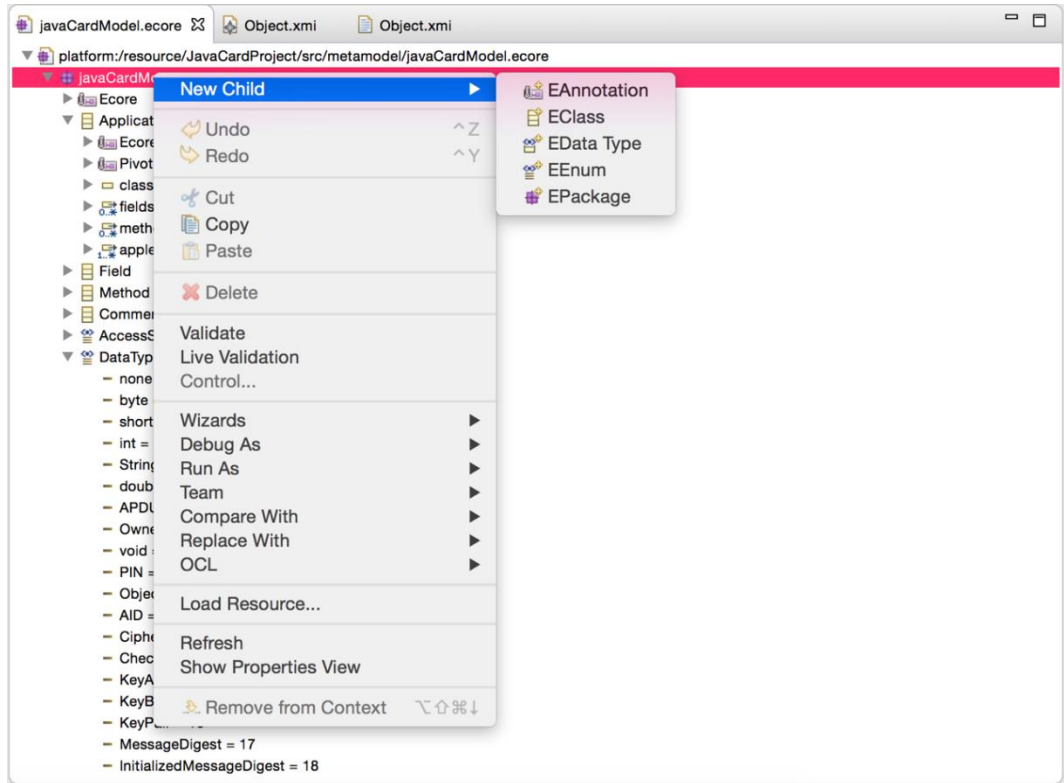 javaCardModel.ecore Object.xmi Object.xmi
platform:/resource/JavaCardProject/src/metamodel/javaCardModel.ecore
javaCardMo
Ecore
Applicat
Ecore
Pivot
class
0..* fields
0..* meth
1..* apple
Field
Method
Commen
AccessS
DataTyp
none
byte
short
int =
String
doub
APDU
Owne
void =
PIN =
Objec
AID =
Ciphe
Chec
KeyA
KeyB
MessageDigest = 17
InitializedMessageDigest = 18
New Child
Undo ^Z
Redo ^Y
Cut
Copy
Paste
Delete
Validate
Live Validation
Control...
Wizards
Debug As
Run As
Team
Compare With
Replace With
OCL
Load Resource...
Refresh
Show Properties View
Remove from Context ⌥⇧⌘↓
EAnnotation
EClass
EData Type
EEnum
EPackage